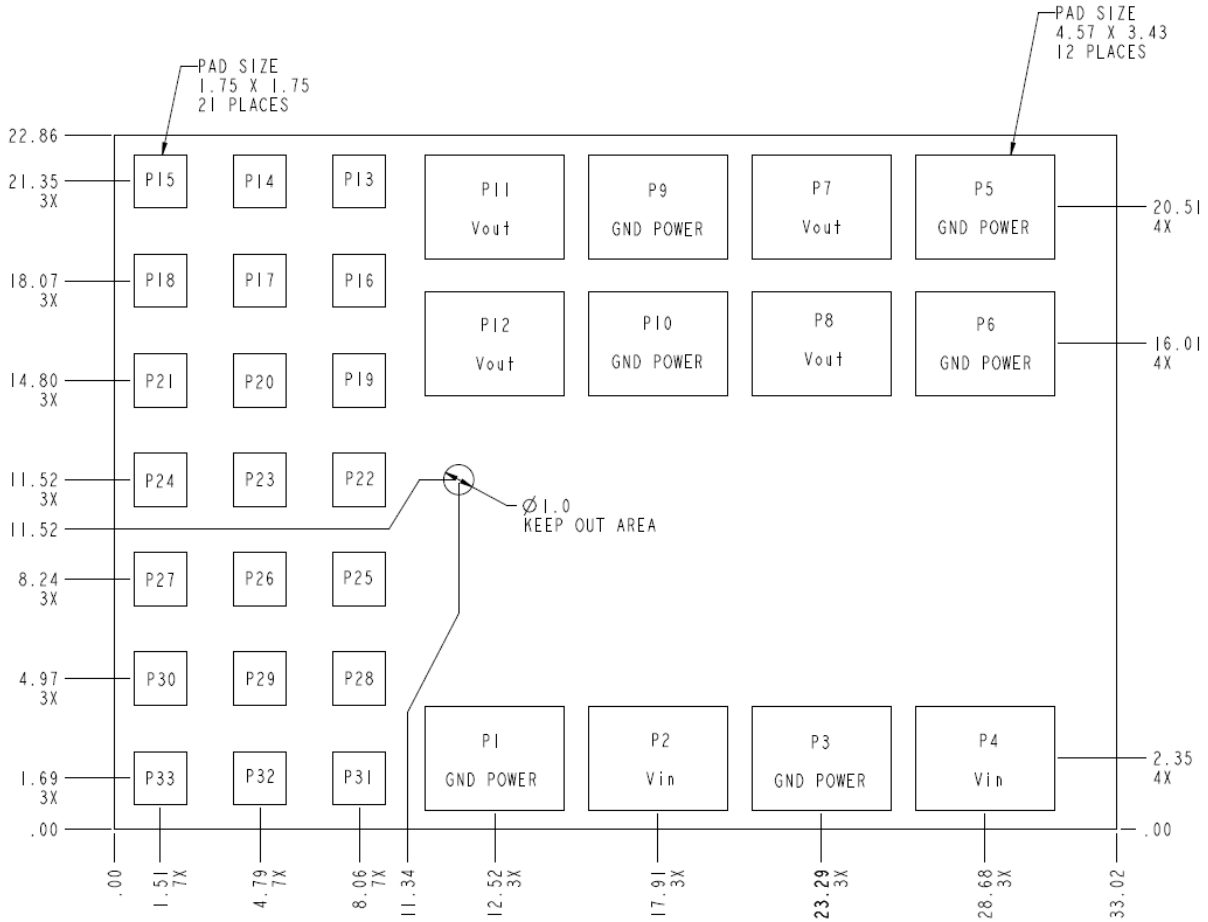 PAD SIZE
4.57 X 3.43
12 PLACES
PAD SIZE
1.75 X 1.75
21 PLACES
22.86
21.35
3X
P15
P14
P13
P11
Vout
P9
GND POWER
P7
Vout
P5
GND POWER
20.51
4X
18.07
3X
P18
P17
P16
P12
Vout
P10
GND POWER
P8
Vout
P6
GND POWER
16.01
4X
14.80
3X
P21
P20
P19
11.52
3X
P24
P23
P22
Ø1.0
KEEP OUT AREA
11.52
8.24
3X
P27
P26
P25
4.97
3X
P30
P29
P28
P1
GND POWER
P2
Vin
P3
GND POWER
P4
Vin
2.35
4X
1.69
3X
P33
P32
P31
.00
.00
.00
1.51
7X
4.79
7X
8.06
7X
11.34
12.52
3X
17.91
3X
23.29
3X
28.68
3X
33.02